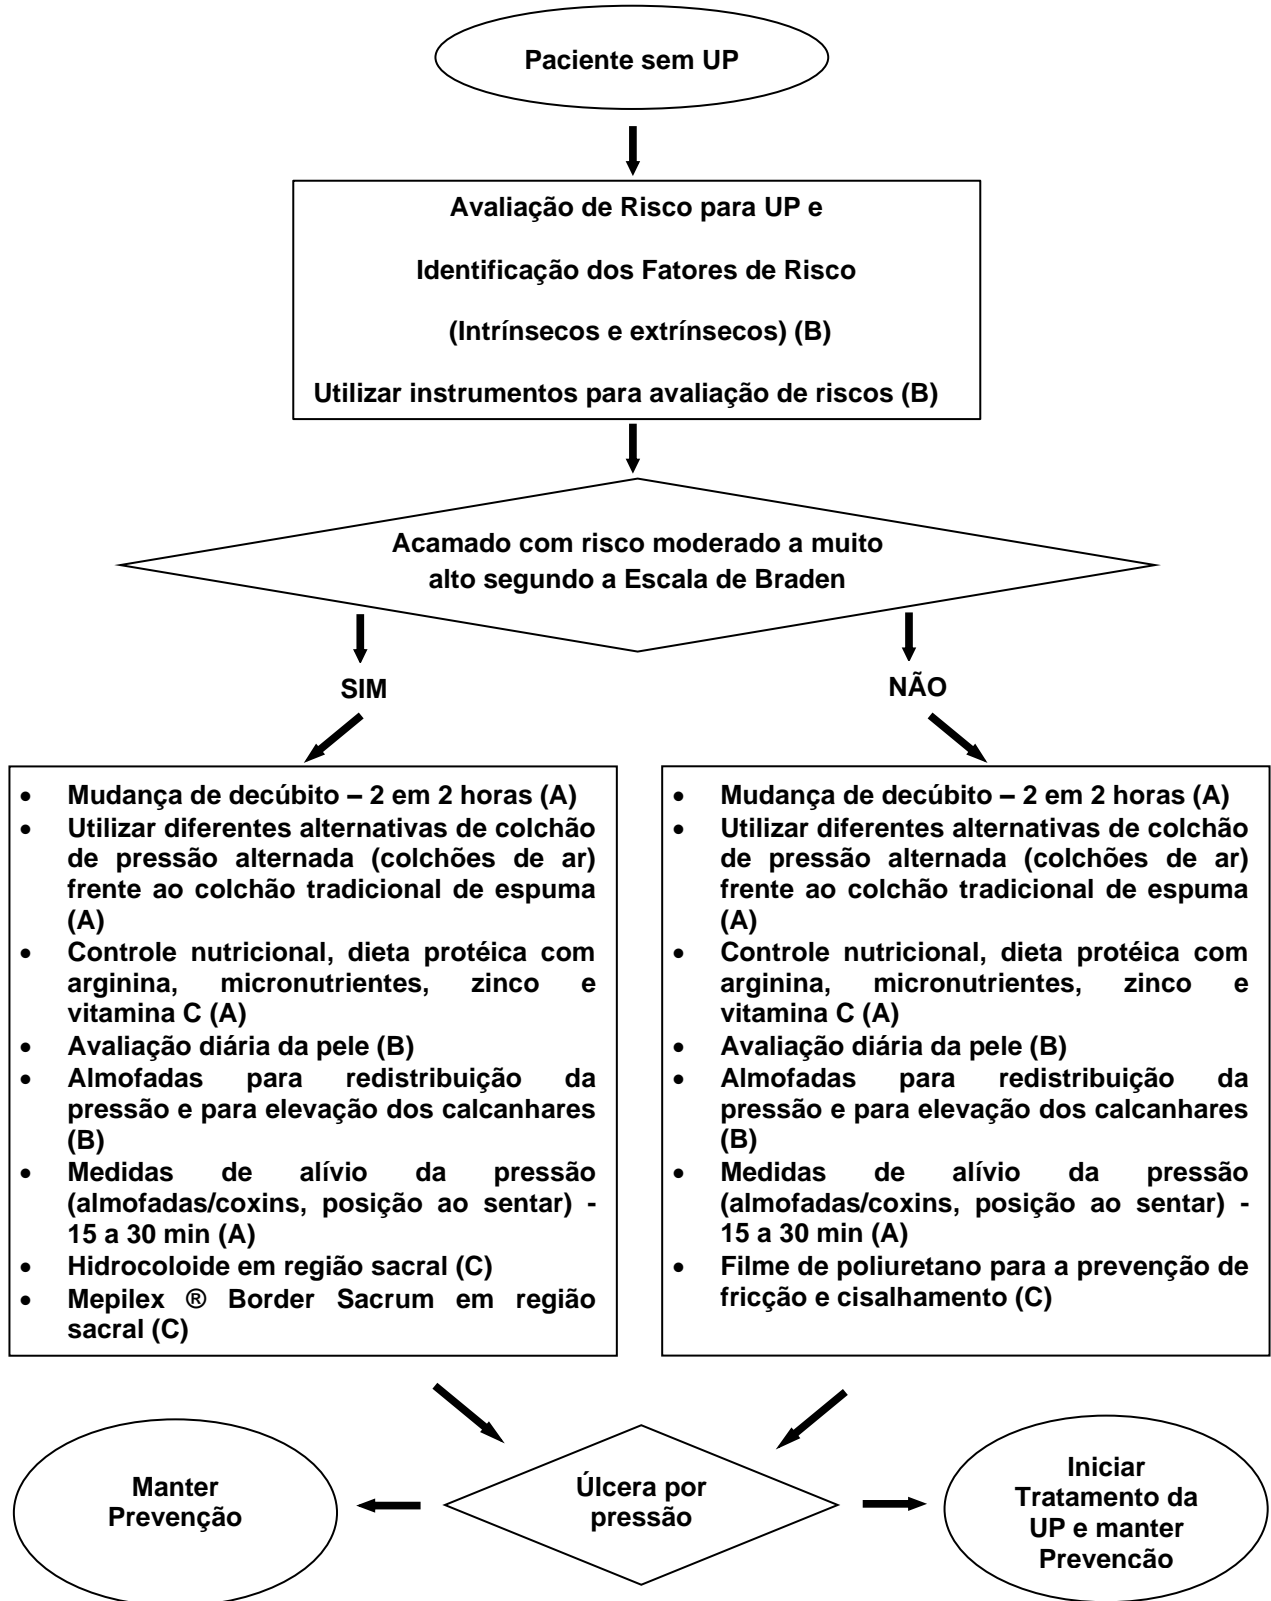 Paciente sem UP
Avaliação de Risco para UP e
Identificação dos Fatores de Risco
(Intrínsecos e extrínsecos) (B)
Utilizar instrumentos para avaliação de riscos (B)
Acamado com risco moderado a muito
alto segundo a Escala de Braden
SIM
NÃO
• Mudança de decúbito – 2 em 2 horas (A)
• Utilizar diferentes alternativas de colchão
de pressão alternada (colchões de ar)
frente ao colchão tradicional de espuma
(A)
• Controle nutricional, dieta protéica com
arginina, micronutrientes, zinco e
vitamina C (A)
• Avaliação diária da pele (B)
• Almofadas para redistribuição da
pressão e para elevação dos calcanhares
(B)
• Medidas de alívio da pressão
(almofadas/coxins, posição ao sentar) -
15 a 30 min (A)
• Hidrocoloide em região sacral (C)
• Mepilex ® Border Sacrum em região
sacral (C)
• Mudança de decúbito – 2 em 2 horas (A)
• Utilizar diferentes alternativas de colchão
de pressão alternada (colchões de ar)
frente ao colchão tradicional de espuma
(A)
• Controle nutricional, dieta protéica com
arginina, micronutrientes, zinco e
vitamina C (A)
• Avaliação diária da pele (B)
• Almofadas para redistribuição da
pressão e para elevação dos calcanhares
(B)
• Medidas de alívio da pressão
(almofadas/coxins, posição ao sentar) -
15 a 30 min (A)
• Filme de poliuretano para a prevenção de
fricção e cisalhamento (C)
Manter
Prevenção
Úlcera por
pressão
Iniciar
Tratamento da
UP e manter
Prevenção